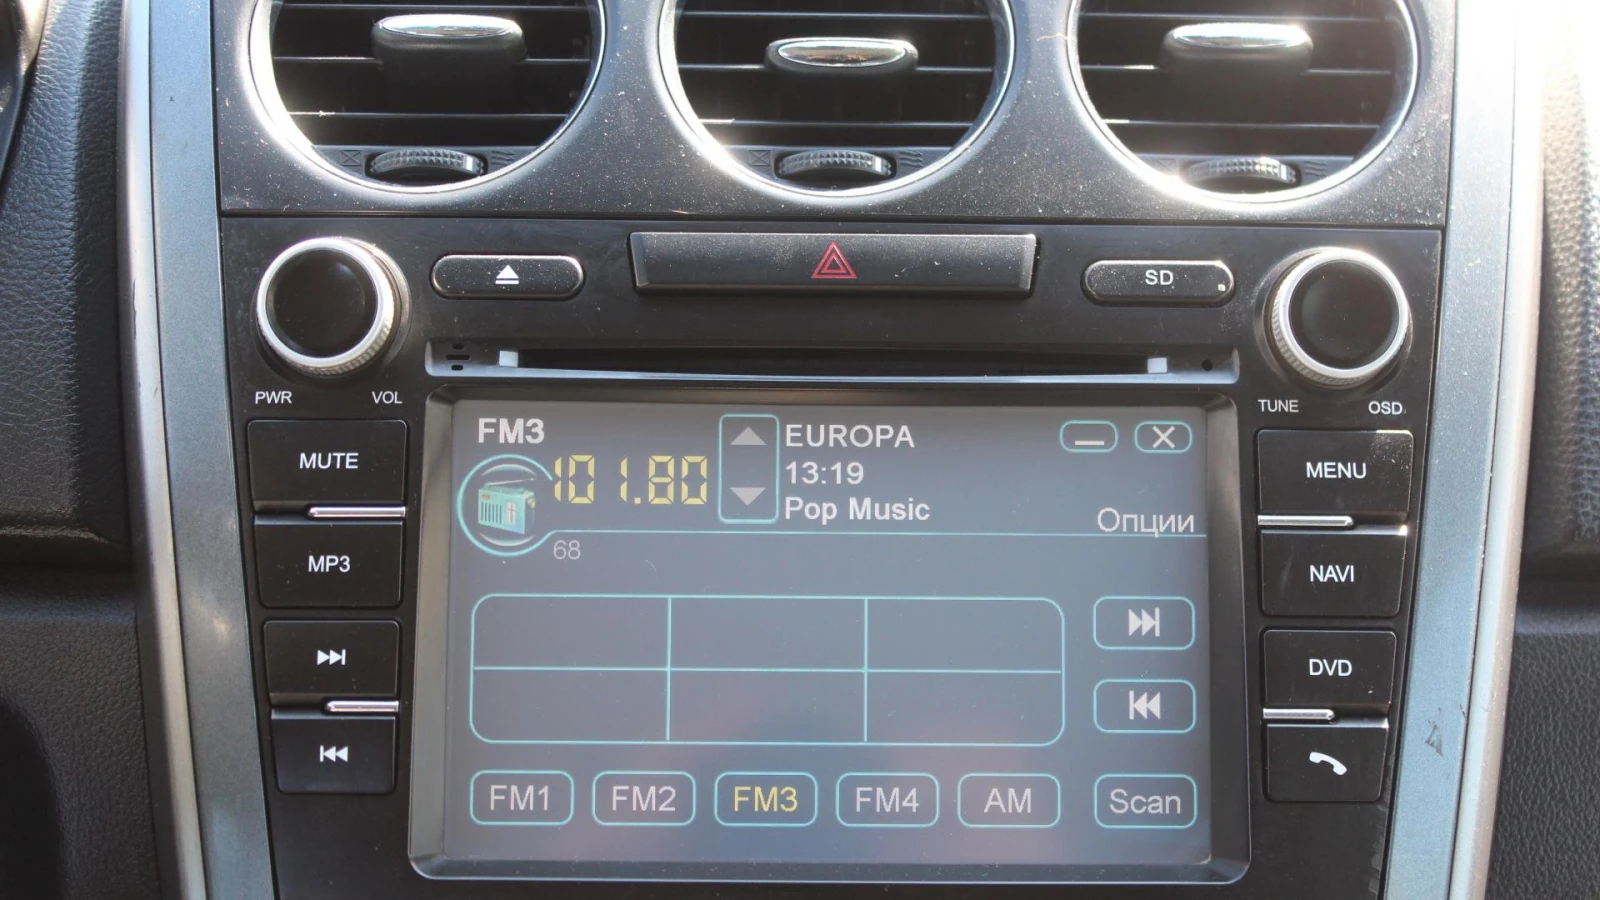 SD
PWR
VOL
TUNE
OSD
MUTE
MP3
FM3
101.80
EUROPA
13:19
Pop Music
Опции
68
FM1
FM2
FM3
FM4
AM
Scan
MENU
NAVI
DVD